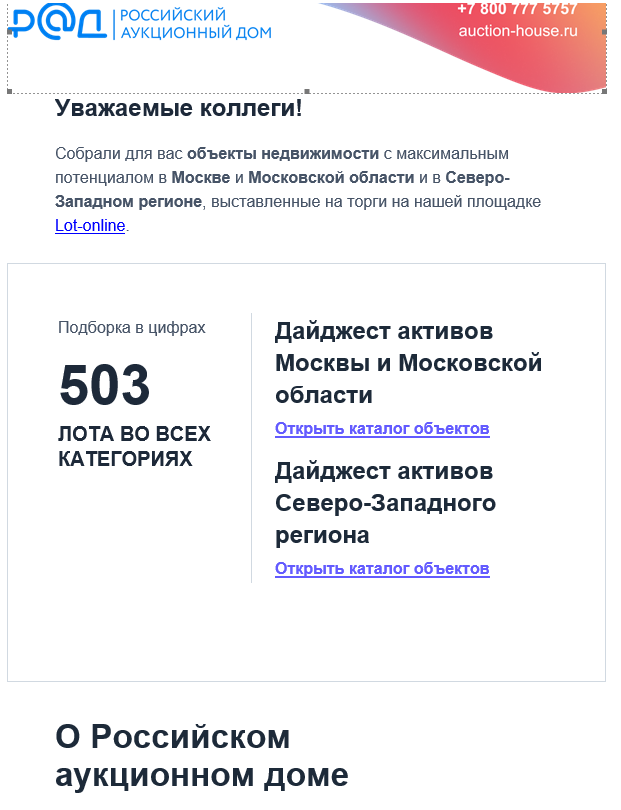 РАД
РОССИЙСКИЙ
АУКЦИОННЫЙ ДОМ
+7 800 777 5757
auction-house.ru
Уважаемые коллеги!
Собрали для вас объекты недвижимости с максимальным
потенциалом в Москве и Московской области и в Северо-
Западном регионе, выставленные на торги на нашей площадке
Lot-online.
Подборка в цифрах
503
ЛОТА ВО ВСЕХ
КАТЕГОРИЯХ
Дайджест активов
Москвы и Московской
области
Открыть каталог объектов
Дайджест активов
Северо-Западного
региона
Открыть каталог объектов
О Российском
аукционном доме